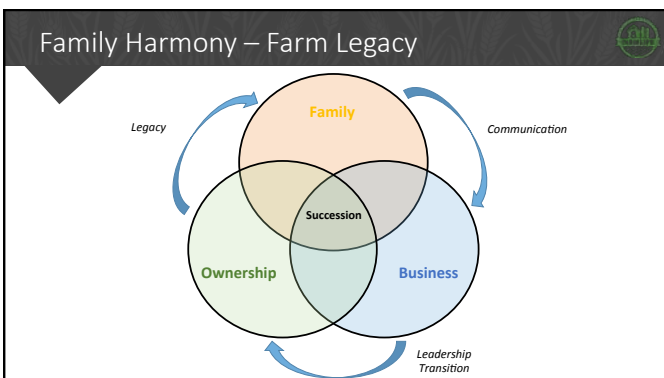 Family Harmony – Farm Legacy
Family
Legacy
Communication
Succession
Ownership
Business
Leadership
Transition